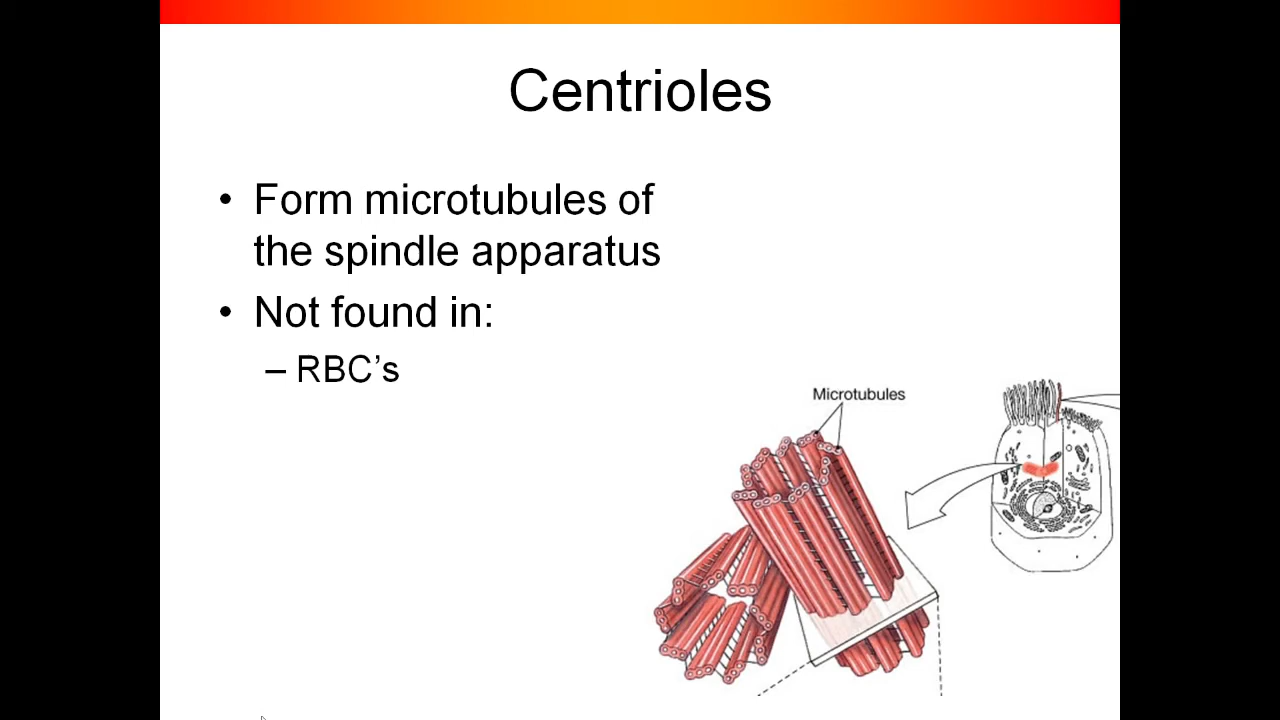 Centrioles
• Form microtubules of
the spindle apparatus
• Not found in:
– RBC’s
Microtubules